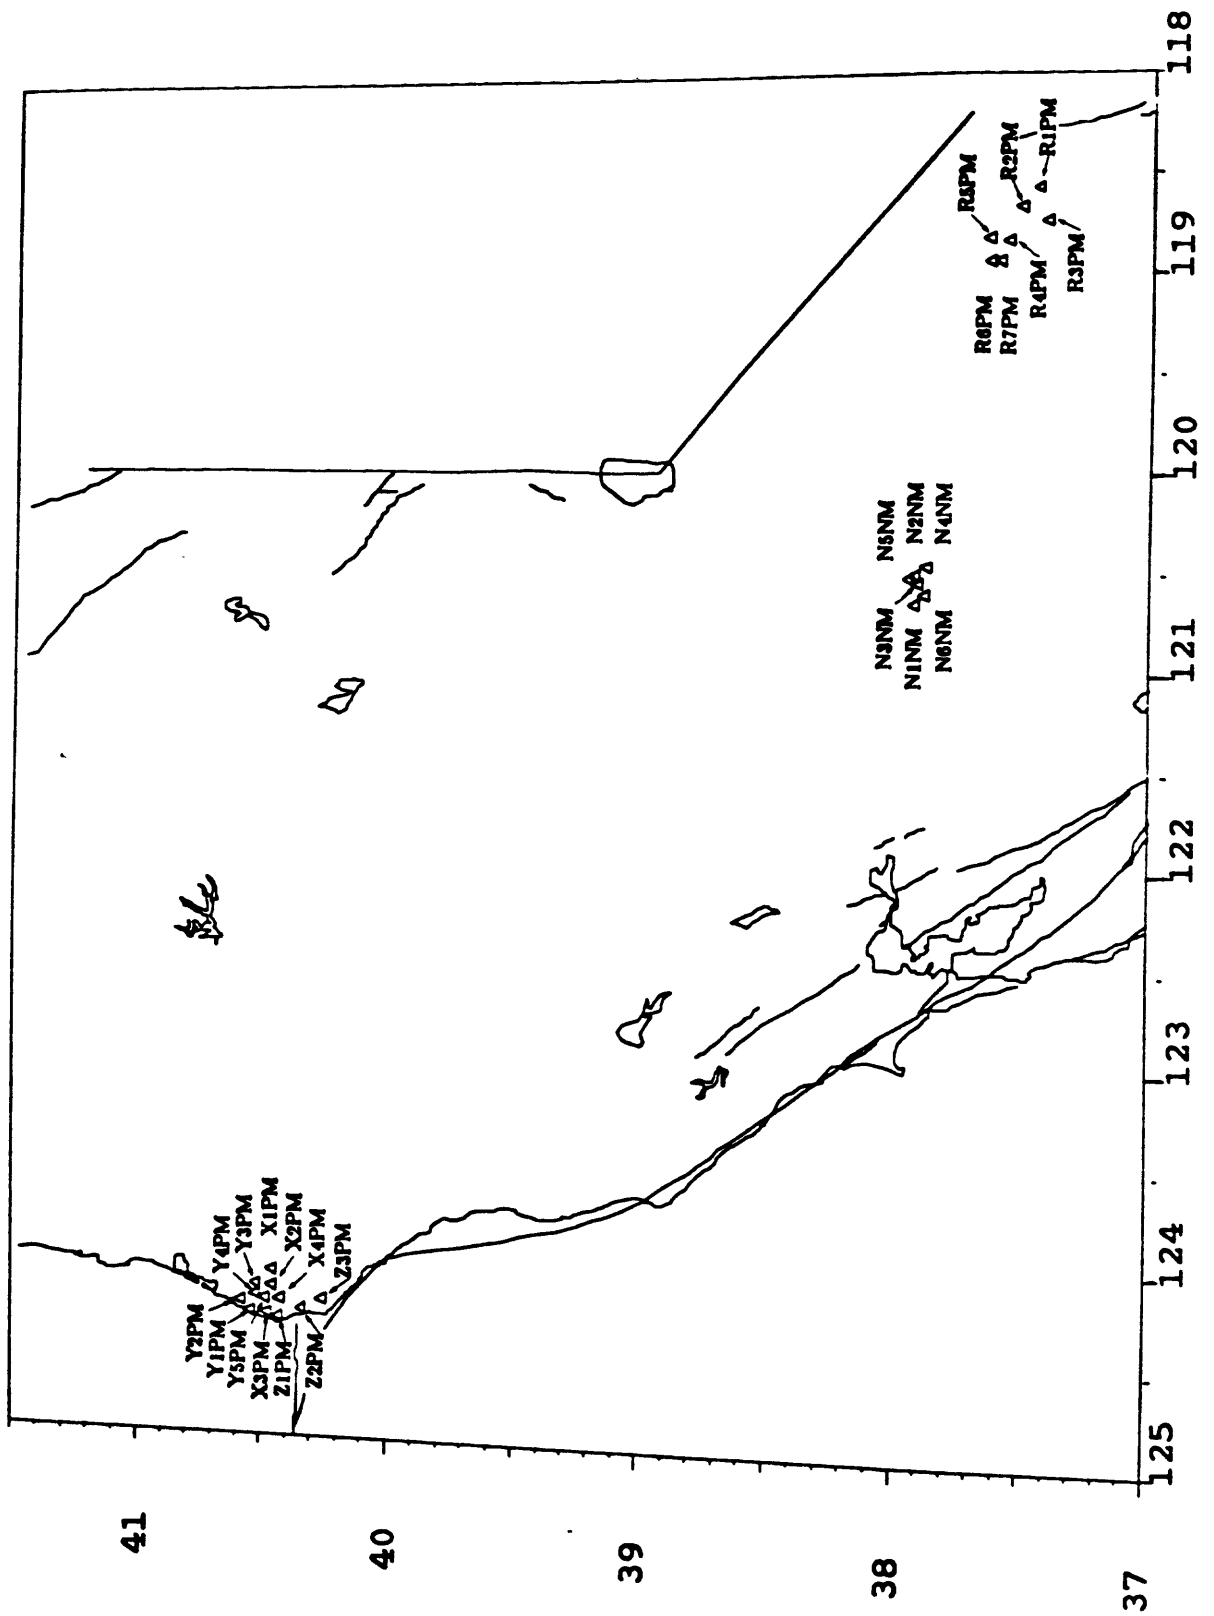 41
40
39
38
37
125
124
123
122
121
120
119
118
Y2PM
Y1PM
Y5PM
X3PM
Z1PM
Z2PM
Y4PM
Y3PM
X1PM
X2PM
X4PM
Z3PM
N3NM
N1NM
N6NM
N5NM
N2NM
N4NM
R6PM
R7PM
R4PM
R3PM
R5PM
R2PM
R1PM